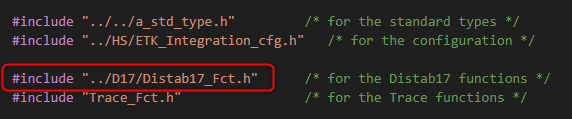 #include "../../a_std_type.h" /* for the standard types */
#include "../HS/ETK_Integration_cfg.h" /* for the configuration */
#include "../D17/Distab17_Fct.h" /* for the Distab17 functions */
#include "Trace_Fct.h" /* for the Trace functions */